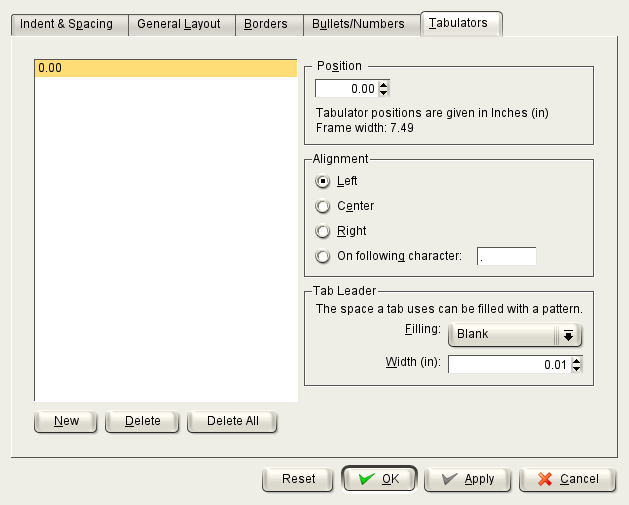 Indent & Spacing General Layout Borders Bullets/Numbers Tabulators
0.00
Position
0.00
Tabulator positions are given in Inches (in)
Frame width: 7.49
Alignment
Left
Center
Right
On following character: .
Tab Leader
The space a tab uses can be filled with a pattern.
Filling: Blank
Width (in): 0.01
New Delete Delete All
Reset OK Apply Cancel